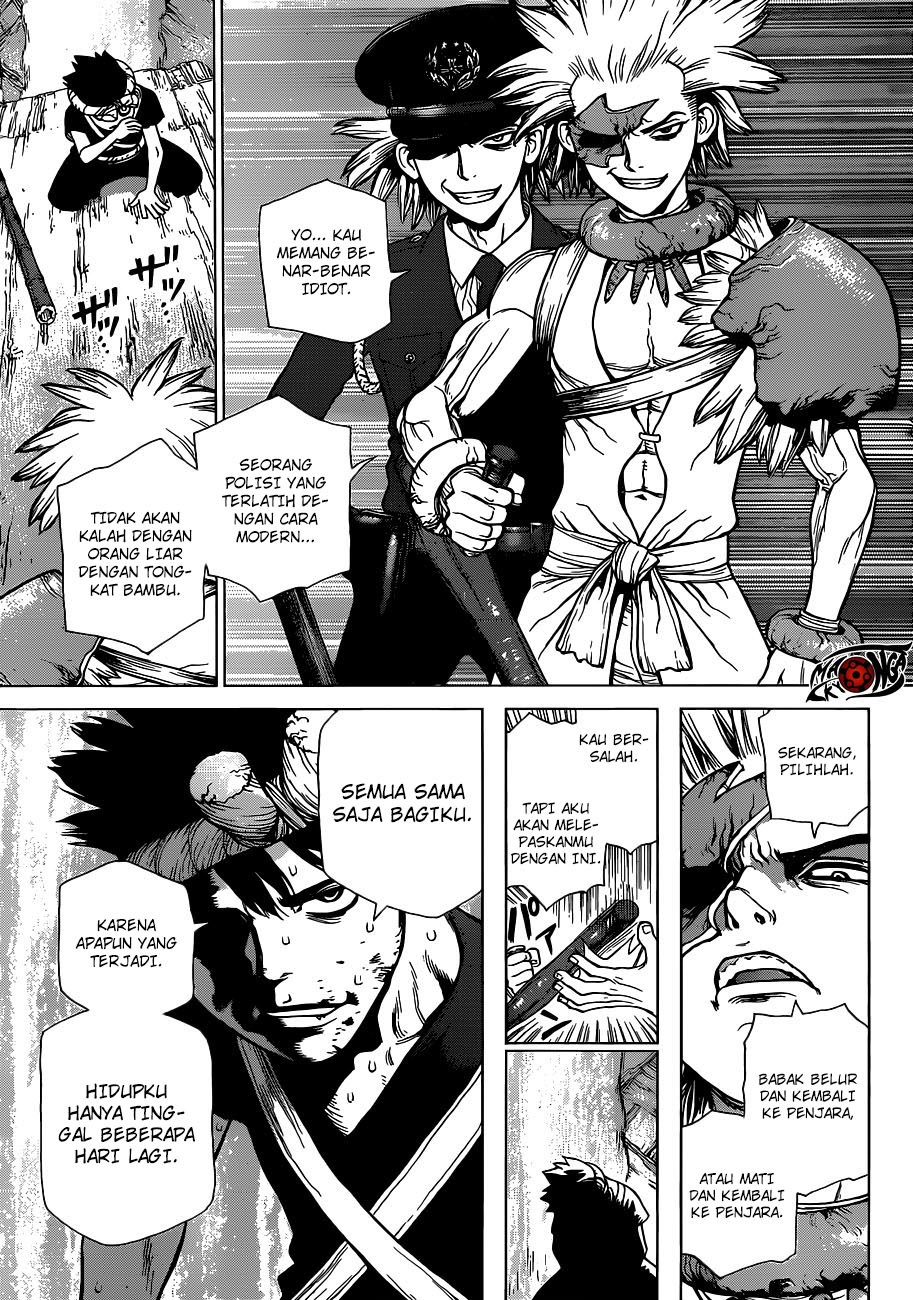 YO... KAU
MEMANG BE-
NAR-BENAR
IDIOT.
SEORANG
POLISI YANG
TERLATIH DE-
NGAN CARA
MODERN...
TIDAK AKAN
KALAH DENGAN
ORANG LIAR
DENGAN TONG-
KAT BAMBU.
SEKARANG,
PILIHLAH.
BABAK BELUR
DAN KEMBALI
KE PENJARA,
ATAU MATI
DAN KEMBALI
KE PENJARA.
KAU BER-
SALAH.
TAPI AKU
AKAN MELE-
PASKANMU
DENGAN INI.
SEMUA SAMA
SAJA BAGIKU.
KARENA
APAPUN YANG
TERJADI.
HIDUPKU
HANYA TING-
GAL BEBERAPA
HARI LAGI.